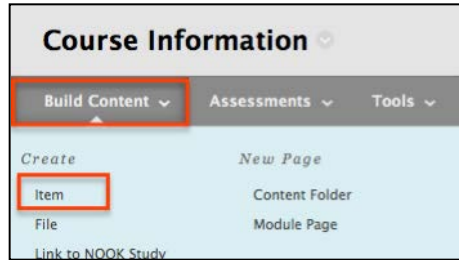 Course Information
Build Content Assessments Tools
Create New Page
Item Content Folder
File Module Page
Link to NOOK Study